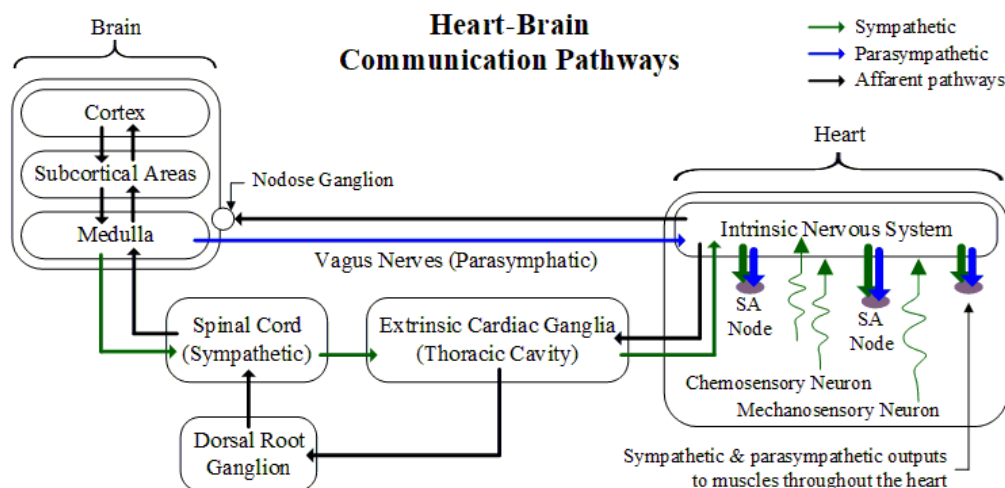 Brain
Heart-Brain
Communication Pathways
Sympathetic
Parasympathetic
Affarent pathways
Cortex
Subcortical Areas
Medulla
Nodose Ganglion
Heart
Intrinsic Nervous System
Vagus Nerves (Parasymphatic)
SA
Node
SA
Node
Spinal Cord
(Sympathetic)
Extrinsic Cardiac Ganglia
(Thoracic Cavity)
Chemosensory Neuron
Mechanosensory Neuron
Dorsal Root
Ganglion
Sympathetic & parasympathetic outputs
to muscles throughout the heart